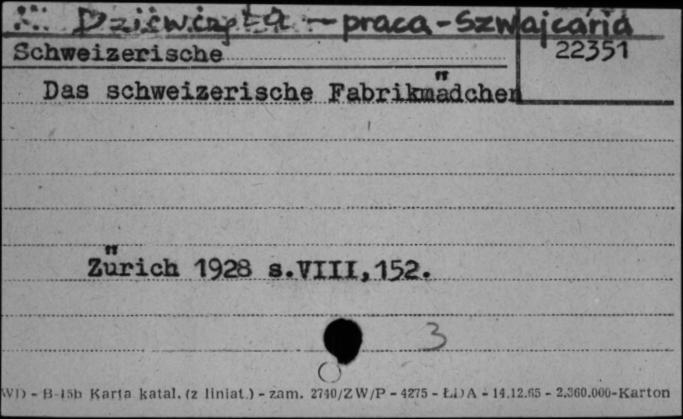 Dziewczęta - praca - Szwajcaria
Schweizerische
22351
Das schweizerische Fabrikmädchen
Zürich 1928 s.VIII,152.
3
WD - B-15b Karta katal. (z liniat.) - zam. 2740/ZW/P - 4275 - ŁDA - 14.12.65 - 2.360.000-Karton